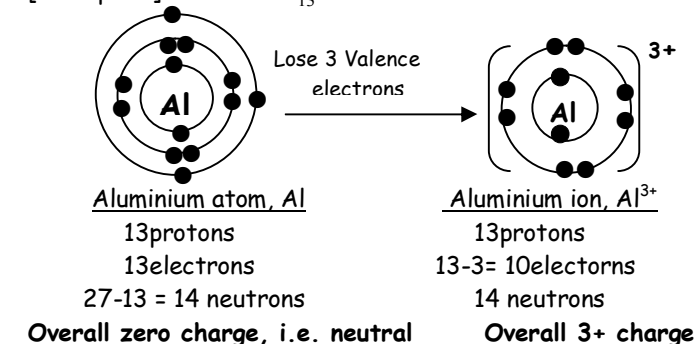 13
Lose 3 Valence
electrons
3+
Al
Al
Aluminium atom, Al
Aluminium ion, Al³⁺
13protons
13protons
13electrons
13-3= 10electorns
27-13 = 14 neutrons
14 neutrons
Overall zero charge, i.e. neutral
Overall 3+ charge